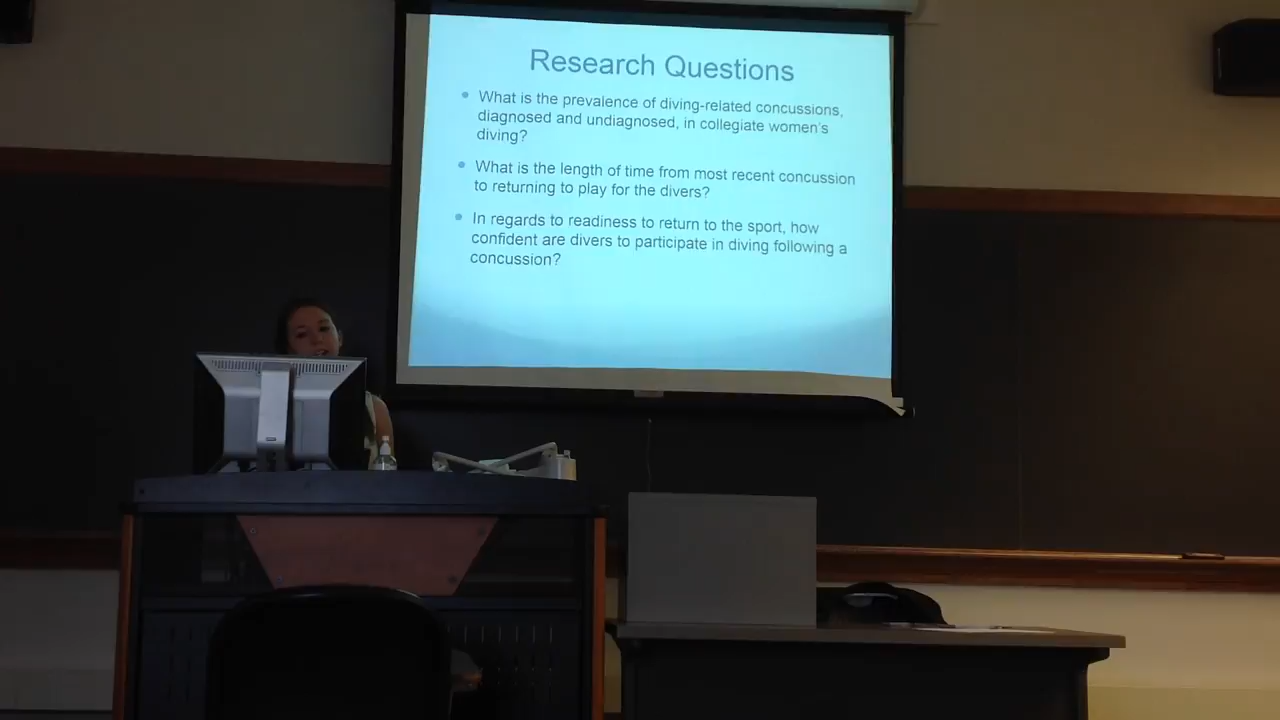 Research Questions
What is the prevalence of diving-related concussions,
diagnosed and undiagnosed, in collegiate women's
diving?
What is the length of time from most recent concussion
to returning to play for the divers?
In regards to readiness to return to the sport, how
confident are divers to participate in diving following a
concussion?